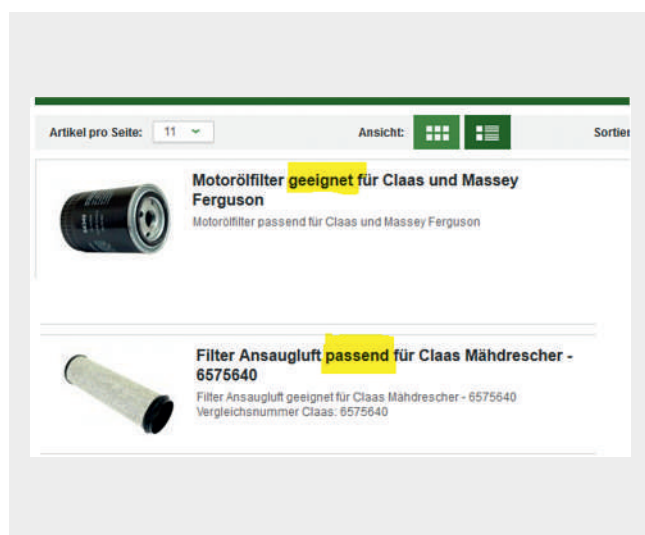 Artikel pro Seite: 11 Ansicht: Sortier
Motorölfilter geeignet für Claas und Massey
Ferguson
Motorölfilter passend für Claas und Massey Ferguson
Filter Ansaugluft passend für Claas Mähdrescher -
6575640
Filter Ansaugluft geeignet für Claas Mähdrescher - 6575640
Vergleichsnummer Claas: 6575640